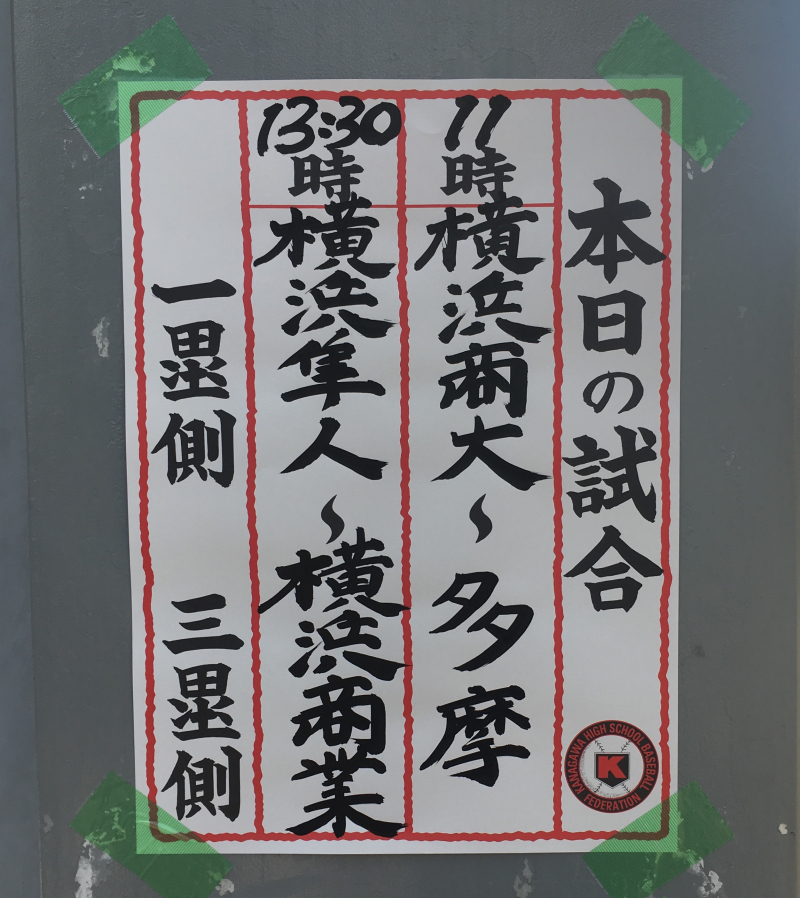 本日の試合
11時 横浜商大〜多摩
13:30時 横浜隼人〜横浜商業
一塁側 三塁側
KANAGAWA HIGH SCHOOL BASEBALL
FEDERATION
K